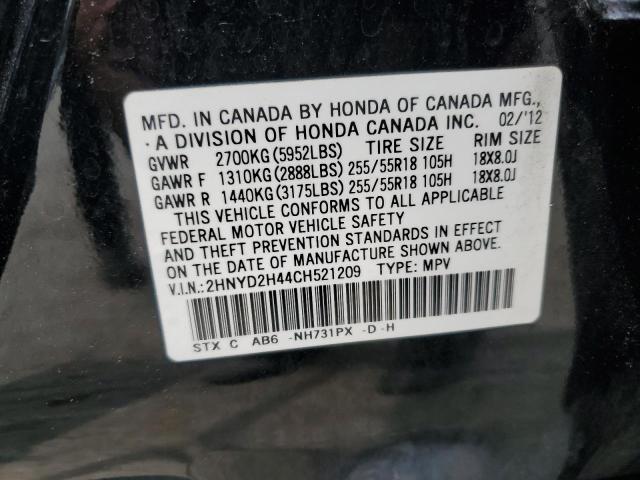 MFD. IN CANADA BY HONDA OF CANADA MFG.,
· A DIVISION OF HONDA CANADA INC. 02/'12
GVWR 2700KG (5952LBS) TIRE SIZE RIM SIZE
GAWR F 1310KG (2888LBS) 255/55R18 105H 18X8.0J
GAWR R 1440KG (3175LBS) 255/55R18 105H 18X8.0J
THIS VEHICLE CONFORMS TO ALL APPLICABLE
FEDERAL MOTOR VEHICLE SAFETY
AND THEFT PREVENTION STANDARDS IN EFFECT
ON THE DATE OF MANUFACTURE SHOWN ABOVE.
V.I.N.: 2HNYD2H44CH521209 TYPE: MPV
STX C AB6 -NH731PX -D-H